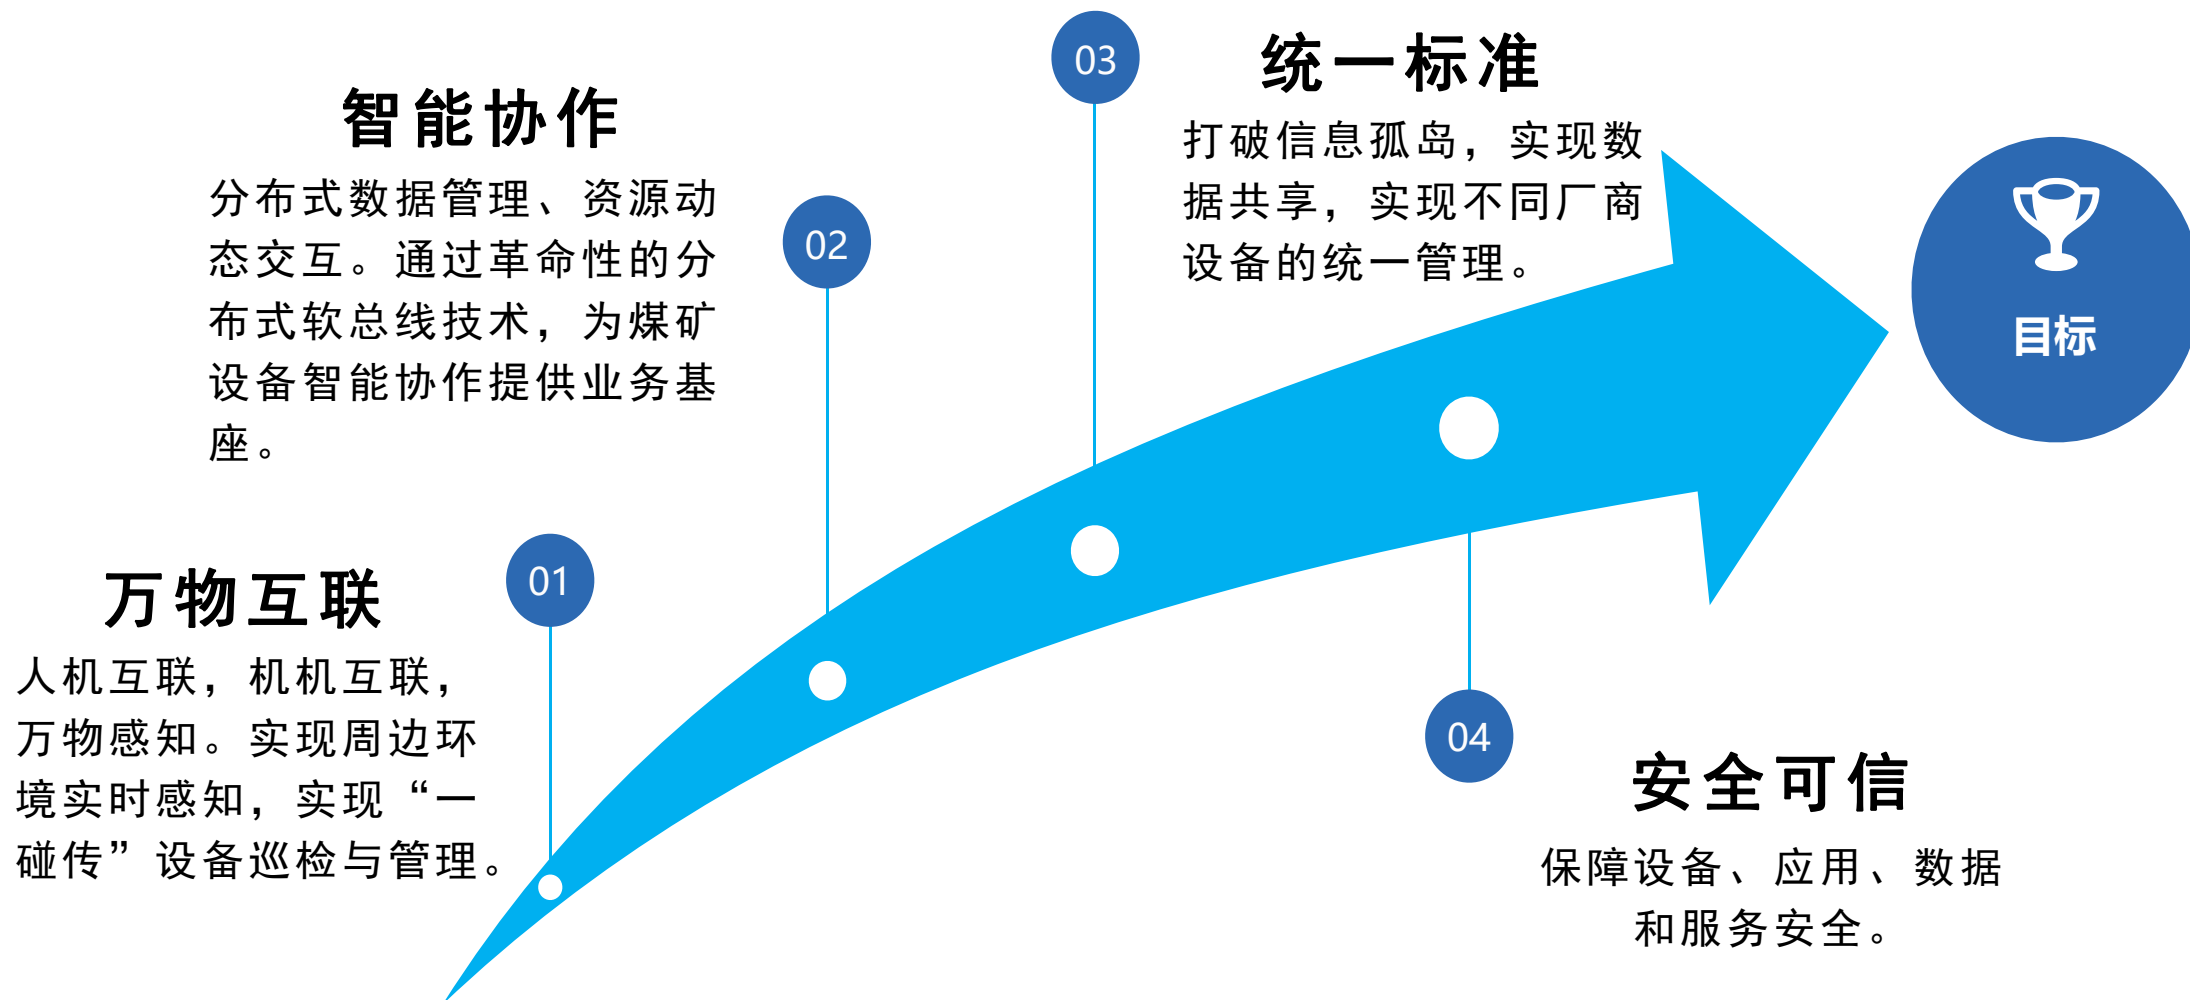 01
万物互联
人机互联，机机互联，
万物感知。实现周边环
境实时感知，实现“一
碰传”设备巡检与管理。
02
智能协作
分布式数据管理、资源动
态交互。通过革命性的分
布式软总线技术，为煤矿
设备智能协作提供业务基
座。
03
统一标准
打破信息孤岛，实现数
据共享，实现不同厂商
设备的统一管理。
04
安全可信
保障设备、应用、数据
和服务安全。
目标